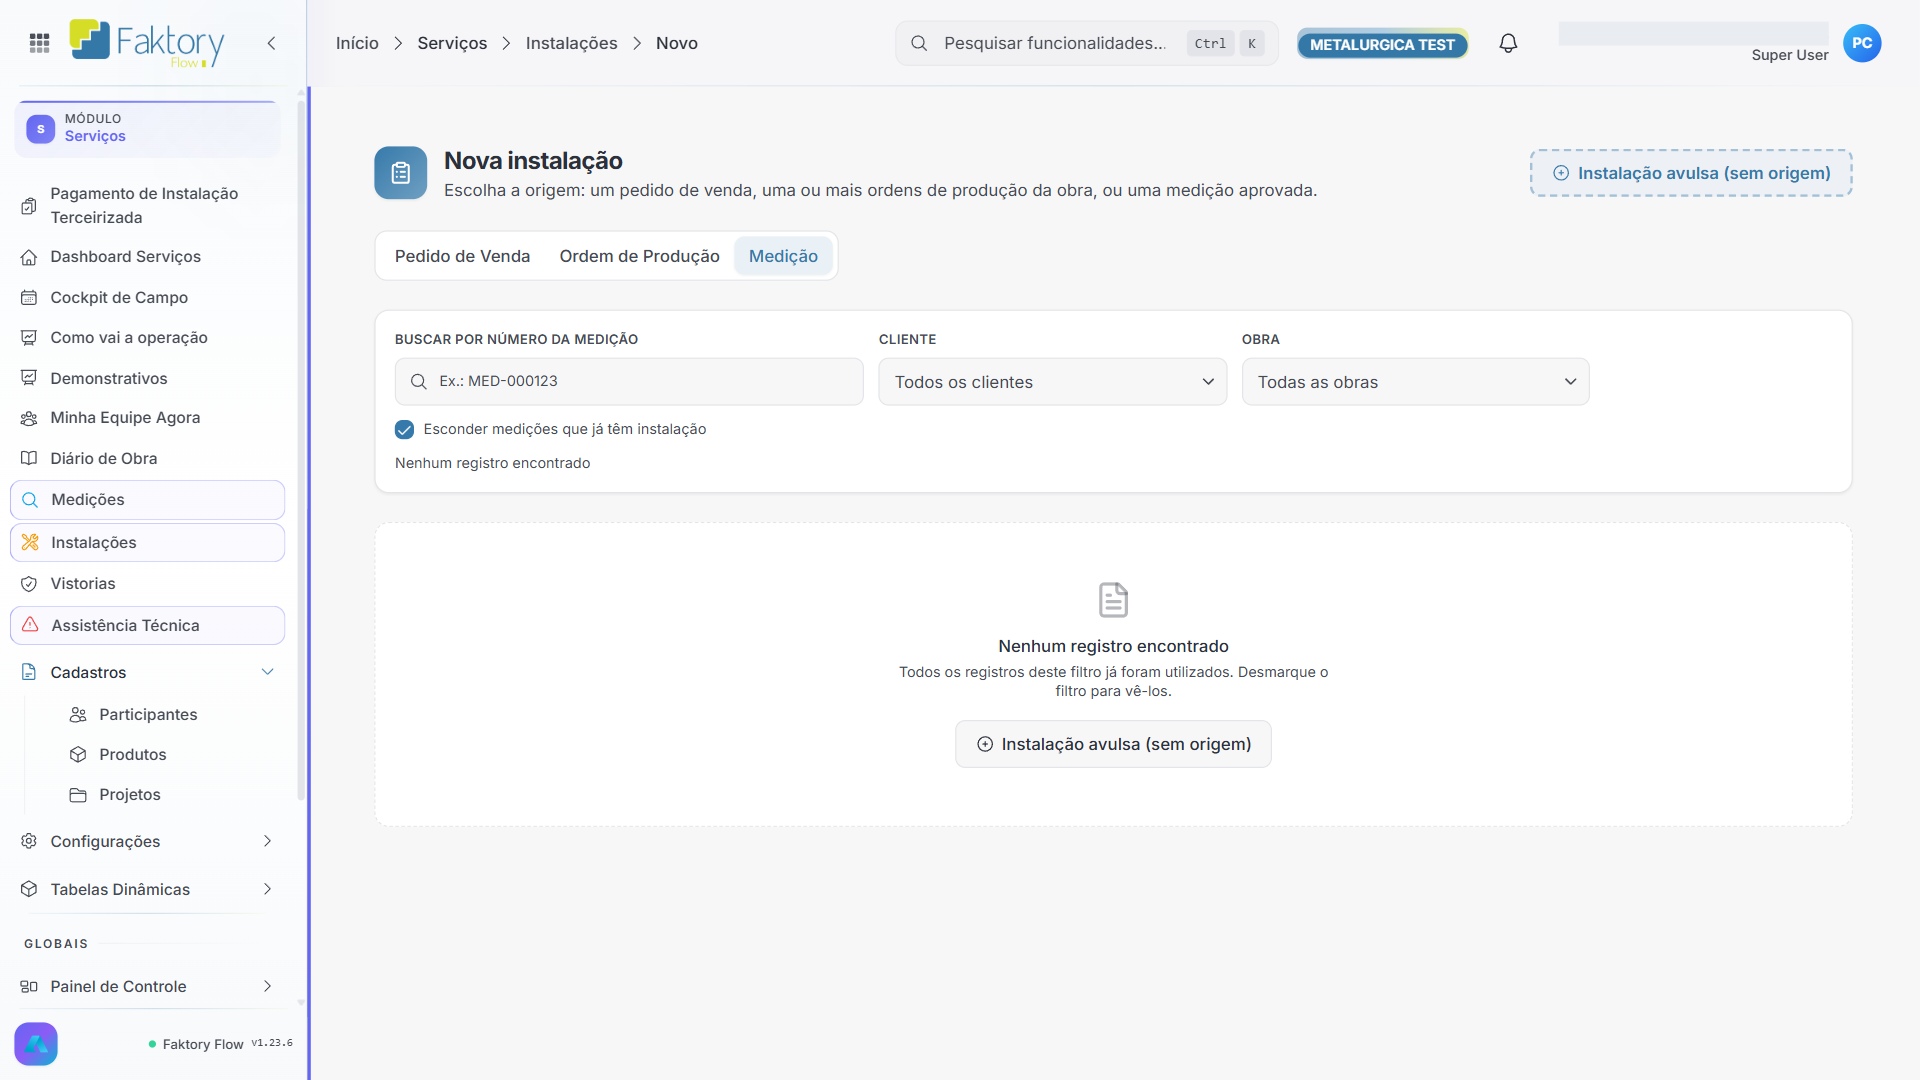 Faktory
Flow
Início
Serviços
Instalações
Novo
Pesquisar funcionalidades...
Ctrl
K
METALURGICA TEST
Super User
PC
S
MÓDULO
Serviços
Pagamento de Instalação
Terceirizada
Dashboard Serviços
Cockpit de Campo
Como vai a operação
Demonstrativos
Minha Equipe Agora
Diário de Obra
Medições
Instalações
Vistorias
Assistência Técnica
Cadastros
Participantes
Produtos
Projetos
Configurações
Tabelas Dinâmicas
GLOBAIS
Painel de Controle
Faktory Flow v1.23.6
Nova instalação
Escolha a origem: um pedido de venda, uma ou mais ordens de produção da obra, ou uma medição aprovada.
Instalação avulsa (sem origem)
Pedido de Venda
Ordem de Produção
Medição
BUSCAR POR NÚMERO DA MEDIÇÃO
CLIENTE
OBRA
Ex.: MED-000123
Todos os clientes
Todas as obras
Esconder medições que já têm instalação
Nenhum registro encontrado
Nenhum registro encontrado
Todos os registros deste filtro já foram utilizados. Desmarque o
filtro para vê-los.
Instalação avulsa (sem origem)